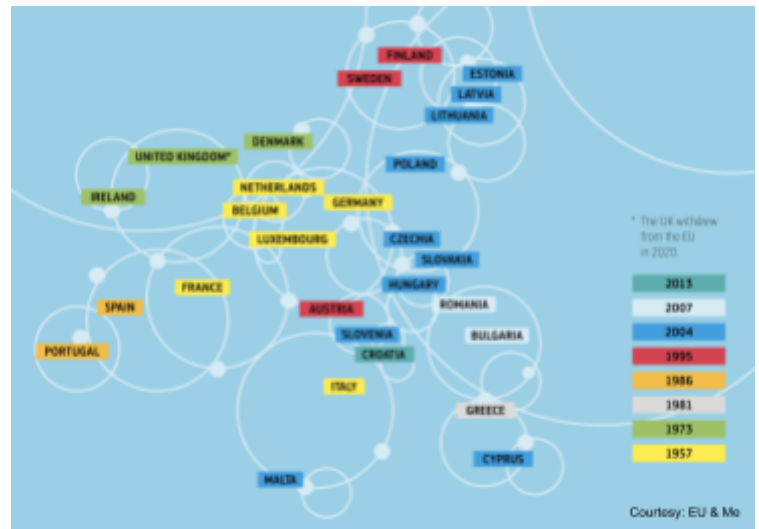 FINLAND
SWEDEN
ESTONIA
LATVIA
LITHUANIA
DENMARK
UNITED KINGDOM*
POLAND
NETHERLANDS
IRELAND
GERMANY
BELGIUM
LUXEMBOURG
CZECHIA
SLOVAKIA
FRANCE
HUNGARY
SPAIN
AUSTRIA
ROMANIA
SLOVENIA
BULGARIA
PORTUGAL
CROATIA
ITALY
GREECE
CYPRUS
MALTA
* The UK withdrew
from the EU
in 2020.
2013
2007
2004
1995
1986
1981
1973
1957
Courtesy: EU & Me